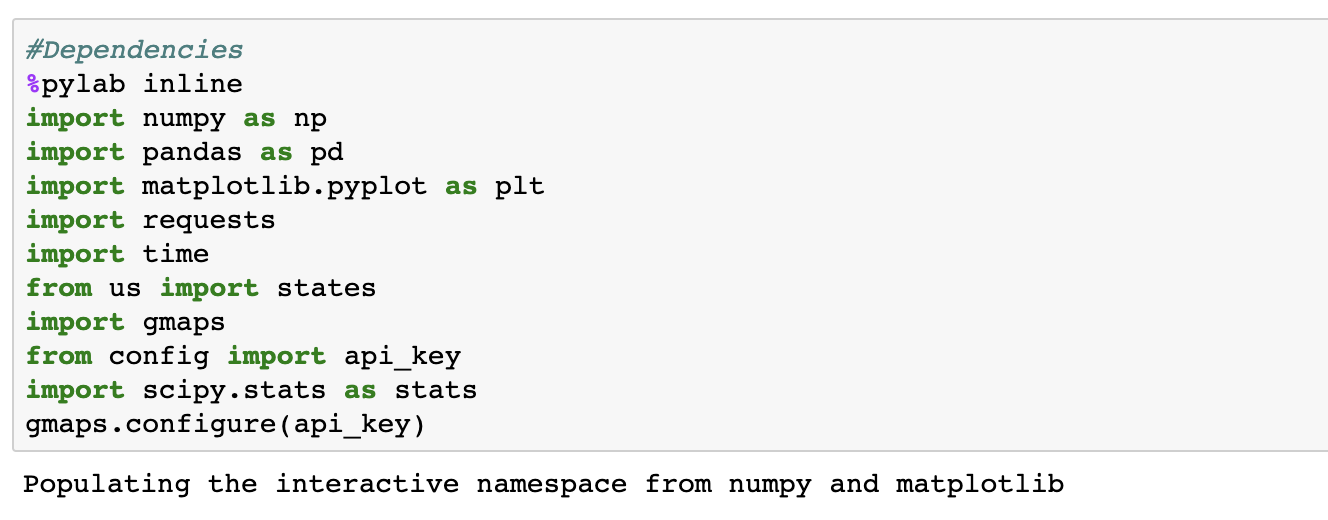 #Dependencies
%pylab inline
import numpy as np
import pandas as pd
import matplotlib.pyplot as plt
import requests
import time
from us import states
import gmaps
from config import api_key
import scipy.stats as stats
gmaps.configure(api_key)
Populating the interactive namespace from numpy and matplotlib